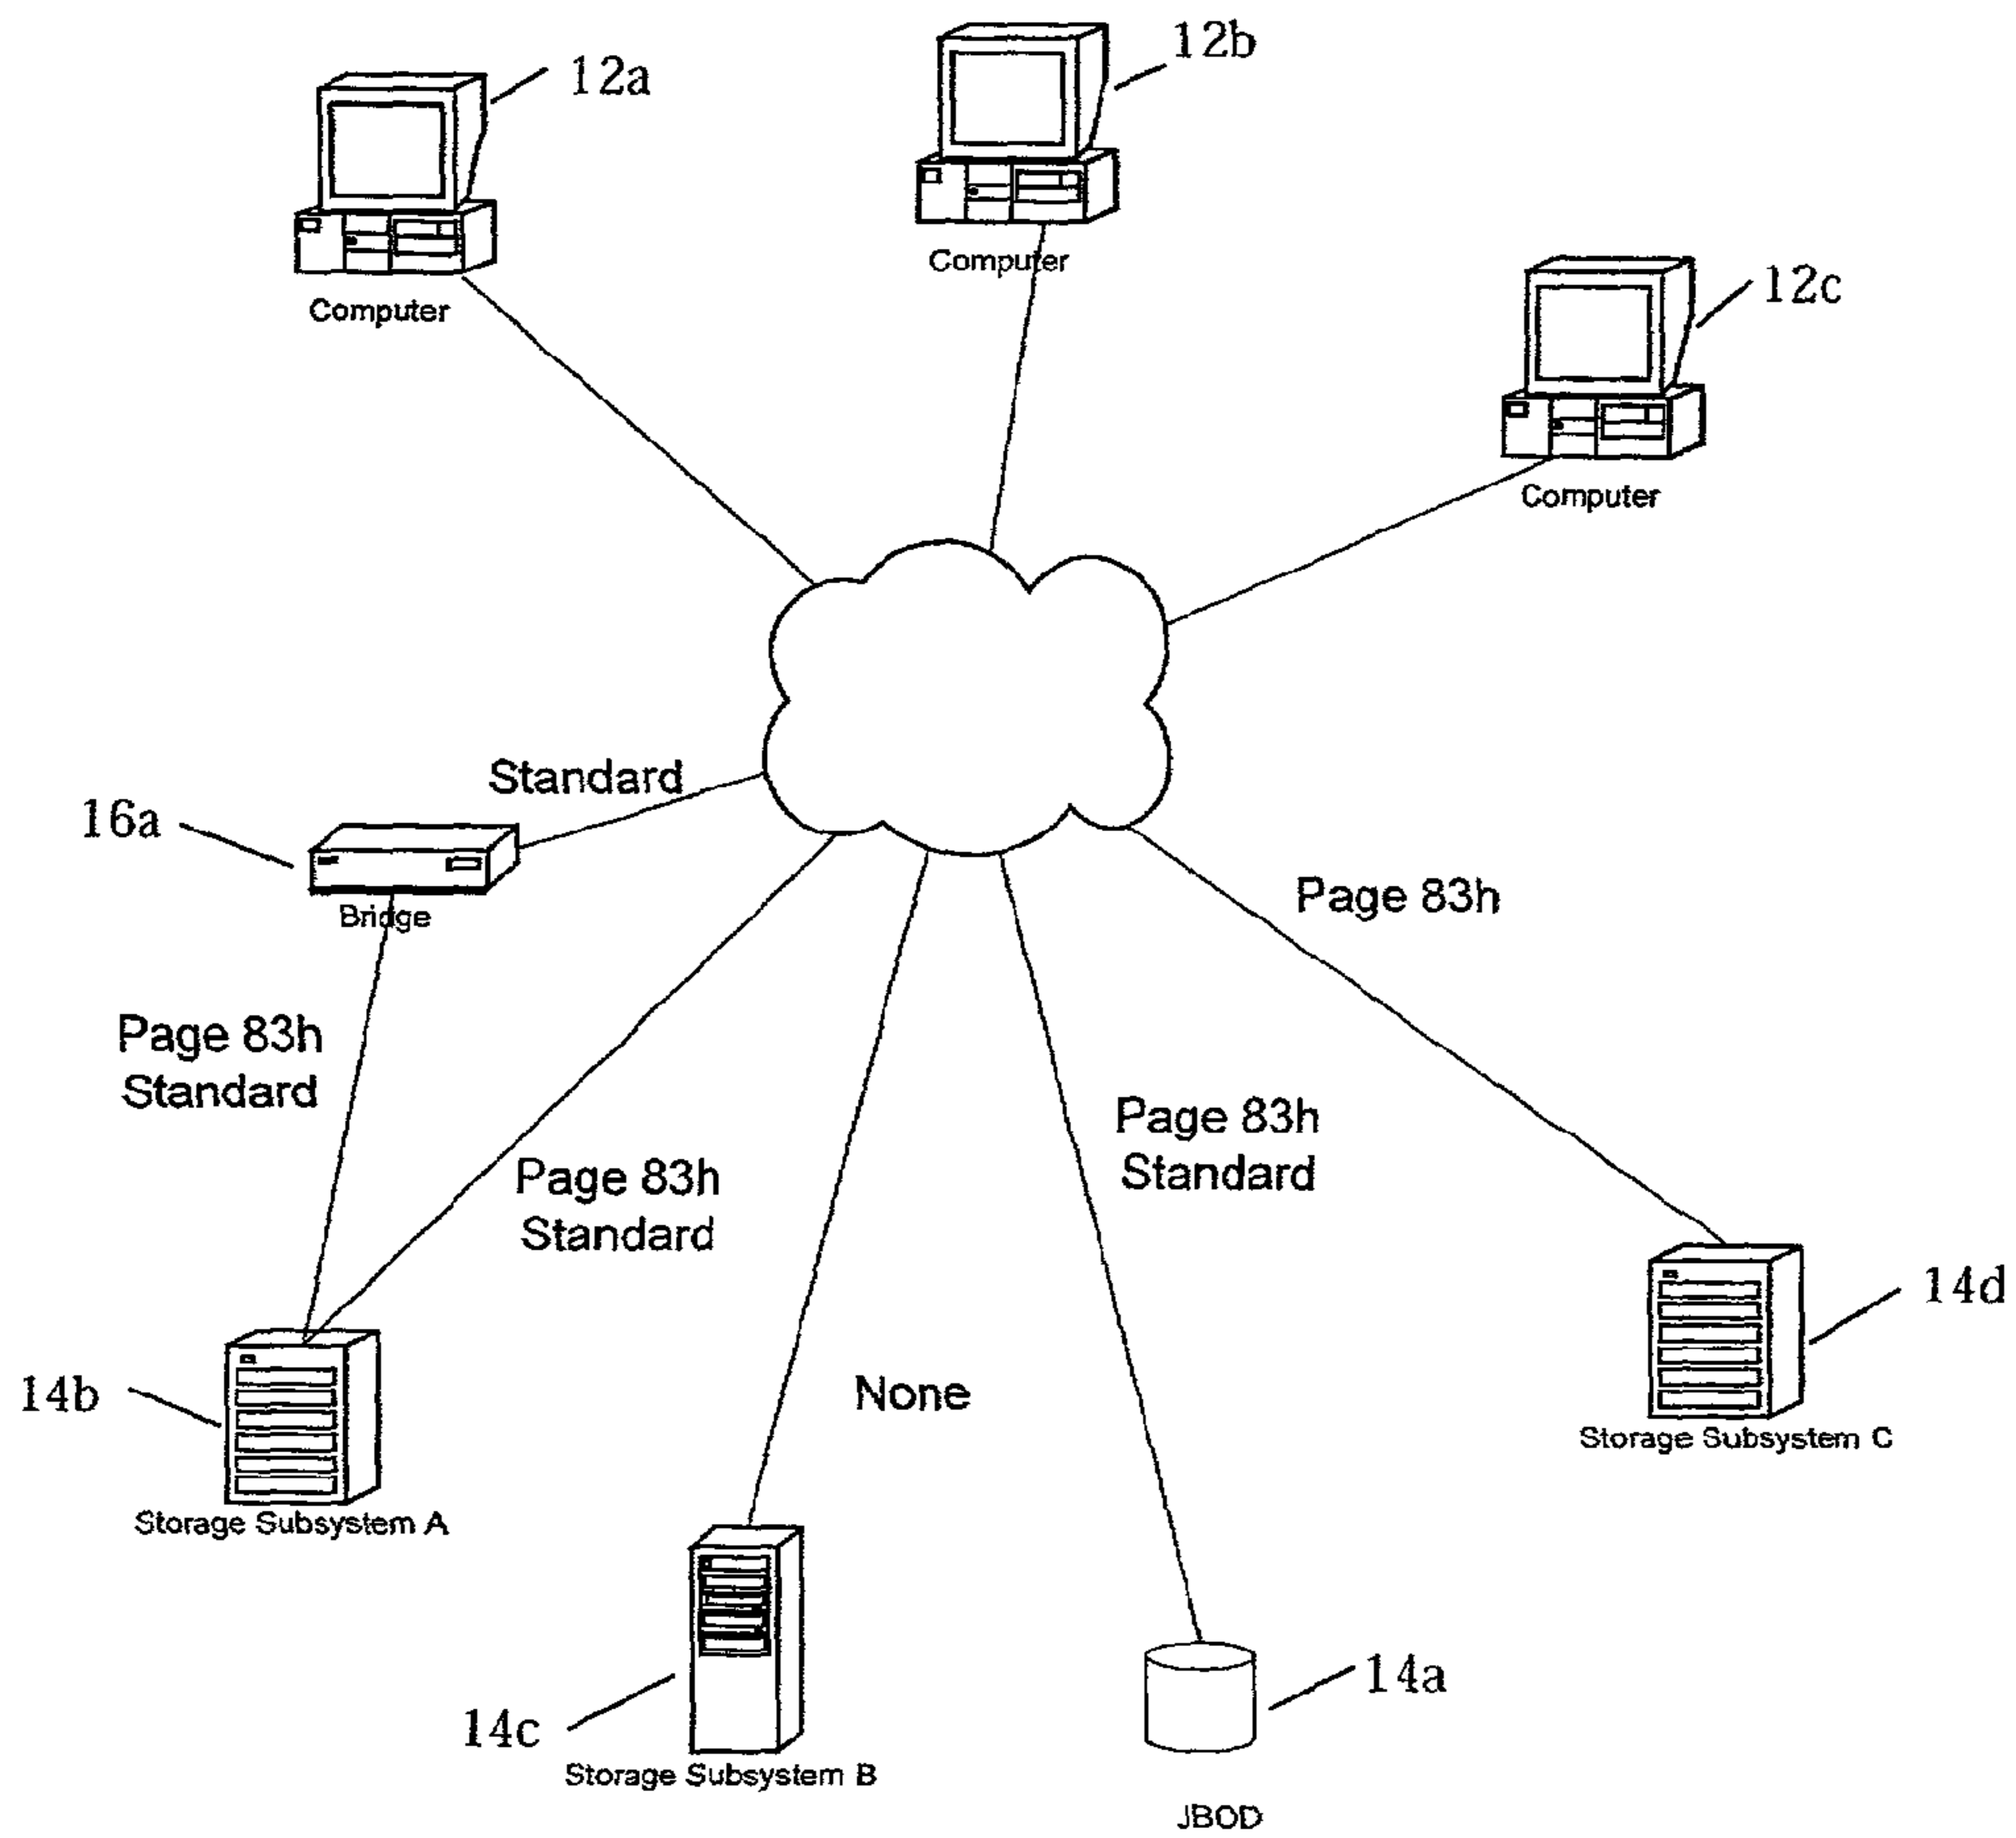 12b
12a
Computer
12c
Computer
Computer
Standard
16a
Bridge
Page 83h
Page 83h
Standard
Page 83h
Standard
Page 83h
Standard
14d
14b
None
Storage Subsystem C
Storage Subsystem A
14a
14c
Storage Subsystem B
JBOD